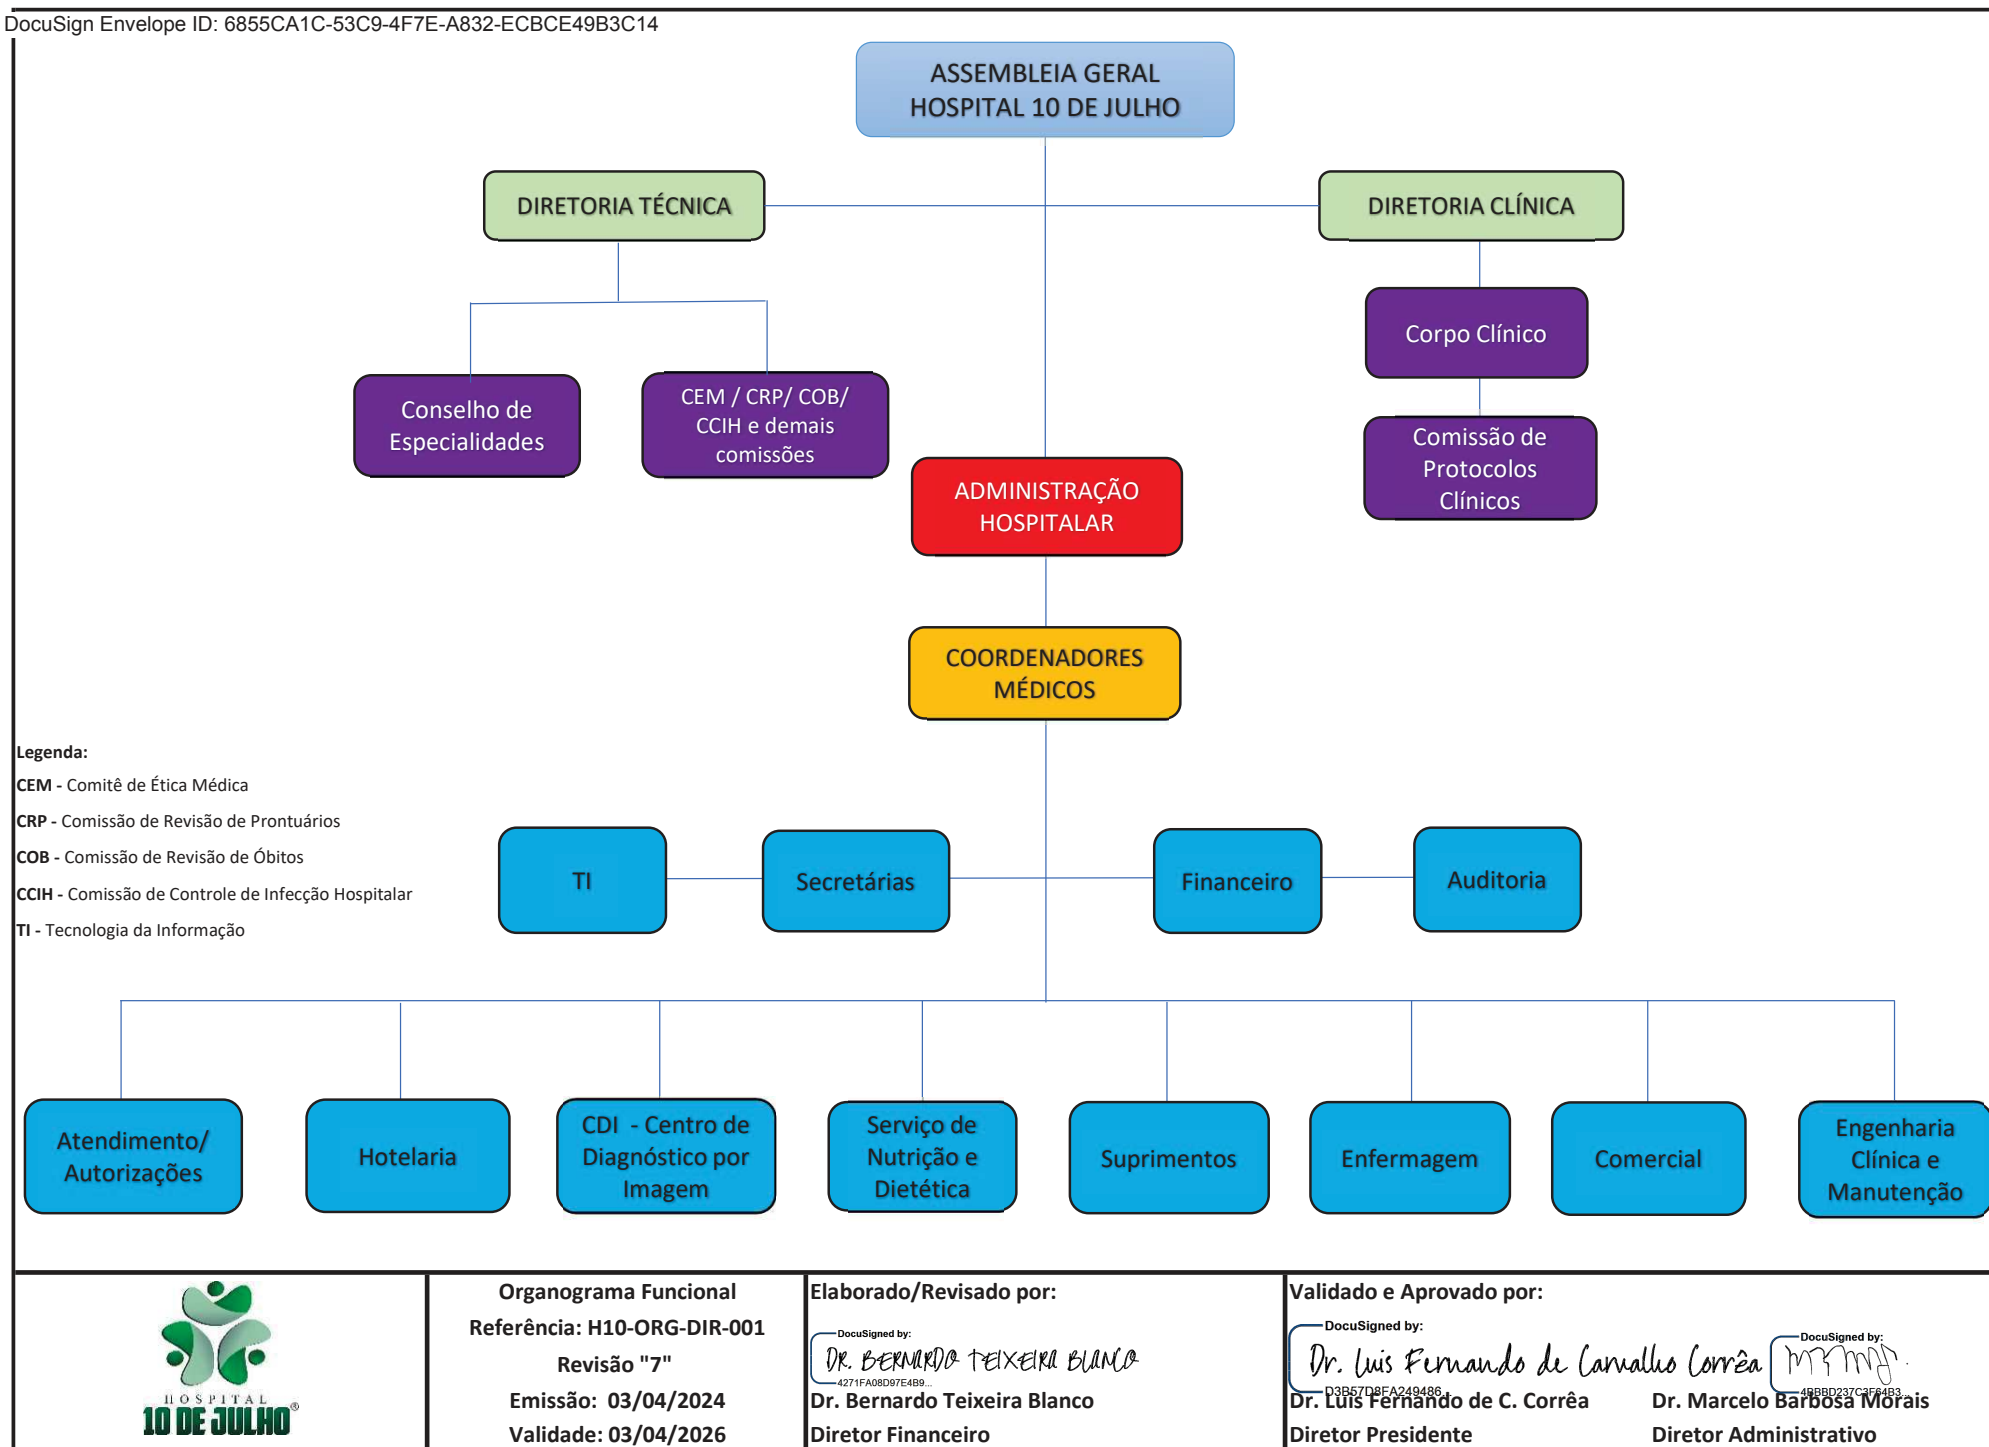 DocuSign Envelope ID: 6855CA1C-53C9-4F7E-A832-ECBCE49B3C14
ASSEMBLEIA GERAL
HOSPITAL 10 DE JULHO
DIRETORIA TÉCNICA
DIRETORIA CLÍNICA
Corpo Clínico
Conselho de
Especialidades
CEM / CRP/ COB/
CCIH e demais
comissões
Comissão de
Protocolos
Clínicos
ADMINISTRAÇÃO
HOSPITALAR
COORDENADORES
MÉDICOS
Legenda:
CEM - Comitê de Ética Médica
CRP - Comissão de Revisão de Prontuários
COB - Comissão de Revisão de Óbitos
CCIH - Comissão de Controle de Infecção Hospitalar
TI - Tecnologia da Informação
TI
Secretárias
Financeiro
Auditoria
Atendimento/
Autorizações
Hotelaria
CDI - Centro de
Diagnóstico por
Imagem
Serviço de
Nutrição e
Dietética
Suprimentos
Enfermagem
Comercial
Engenharia
Clínica e
Manutenção
HOSPITAL
10 DE JULHO®
Organograma Funcional
Referência: H10-ORG-DIR-001
Revisão "7"
Emissão: 03/04/2024
Validade: 03/04/2026
Elaborado/Revisado por:
DocuSigned by:
DR. BERNARDO TEIXEIRA BLANCO
4271FA08D97E4B9...
Dr. Bernardo Teixeira Blanco
Diretor Financeiro
Validado e Aprovado por:
DocuSigned by:
Dr. Luis Fernando de Carvalho Corrêa
D3B57D8FA249486...
Dr. Luis Fernando de C. Corrêa
Diretor Presidente
DocuSigned by:
4BBBD237C3F64B3...
Dr. Marcelo Barbosa Morais
Diretor Administrativo